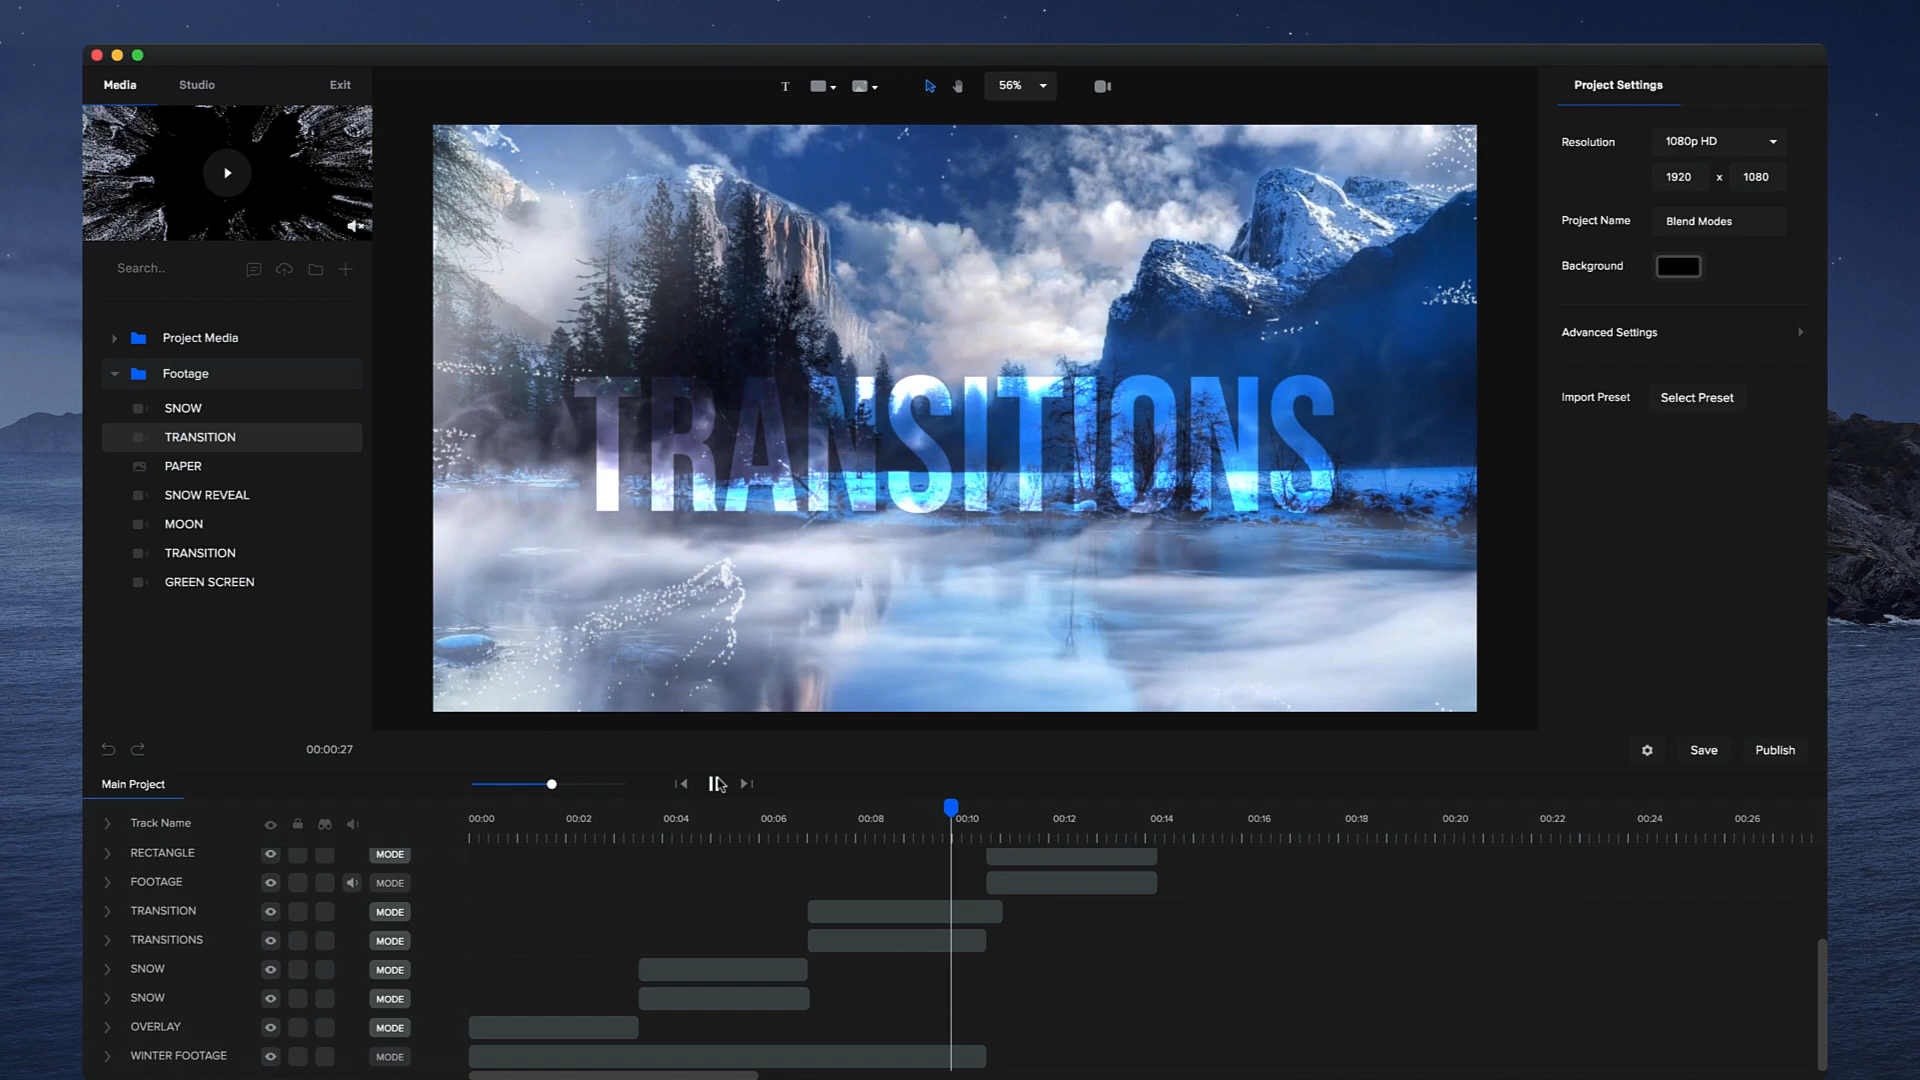 Media
Studio
Exit
T
56%
Project Settings
Resolution
1080p HD
1920 x 1080
Project Name
Blend Modes
Background
Advanced Settings
Import Preset
Select Preset
Search..
Project Media
Footage
SNOW
TRANSITION
PAPER
SNOW REVEAL
MOON
TRANSITION
GREEN SCREEN
TRANSITIONS
00:00:27
Save
Publish
Main Project
Track Name
00:00 00:02 00:04 00:06 00:08 00:10 00:12 00:14 00:16 00:18 00:20 00:22 00:24 00:26
RECTANGLE MODE
FOOTAGE MODE
TRANSITION MODE
TRANSITIONS MODE
SNOW MODE
SNOW MODE
OVERLAY MODE
WINTER FOOTAGE MODE